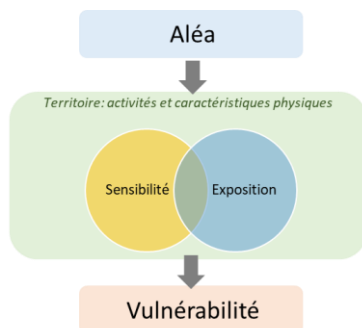 Aléa
Territoire: activités et caractéristiques physiques
Sensibilité
Exposition
Vulnérabilité